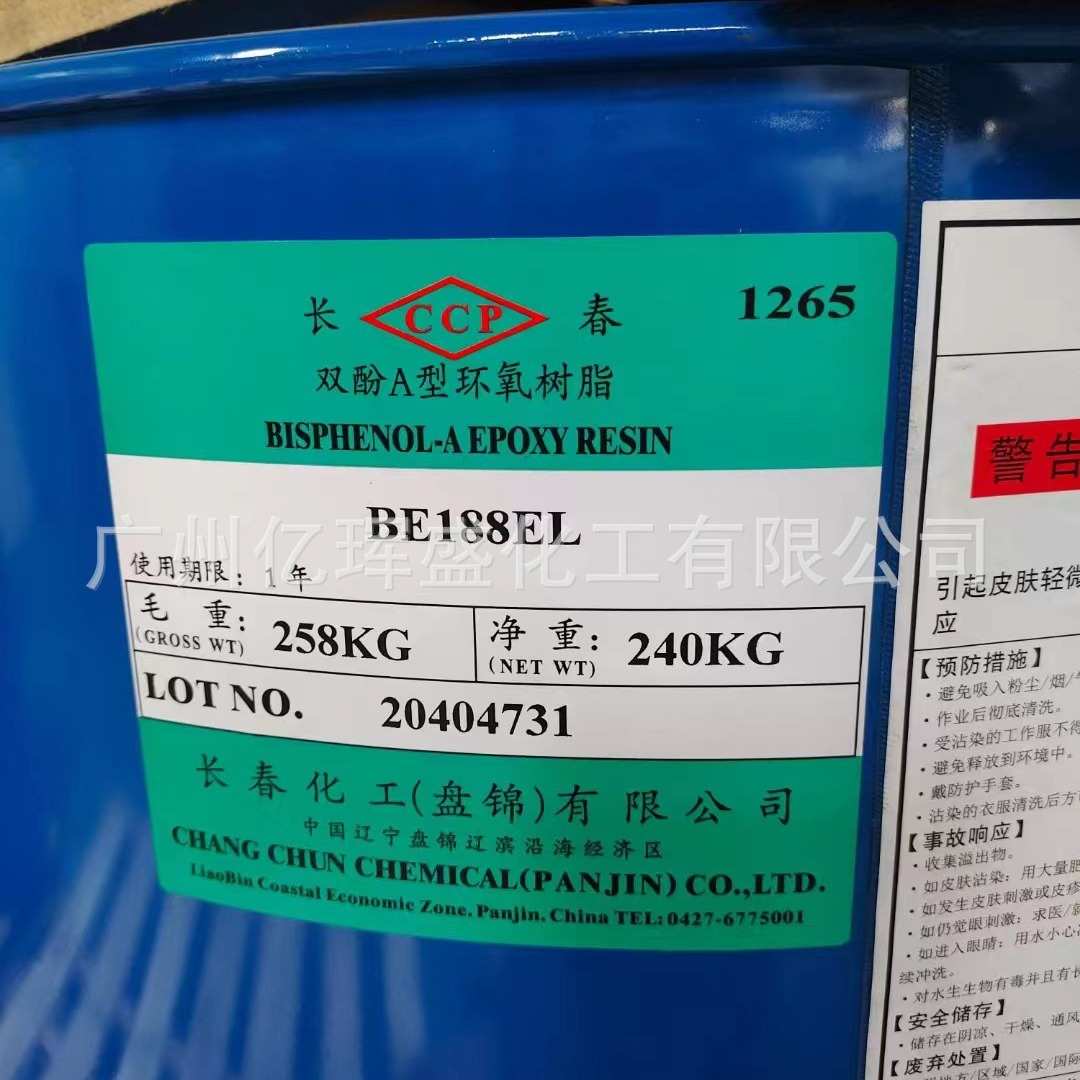 长 CCP 春 1265
双酚A型环氧树脂
BISPHENOL-A EPOXY RESIN
BE188EL
广州亿珲盛化工有限公司
使用期限：1年
毛 重：258KG 净 重：240KG
(GROSS WT) (NET WT)
LOT NO. 20404731
长春化工(盘锦)有限公司
中国辽宁盘锦辽滨沿海经济区
CHANG CHUN CHEMICAL(PANJIN) CO.,LTD.
LiaoBin Coastal Economic Zone. Panjin. China TEL: 0427-6775001
警告
引起皮肤轻微
应
【预防措施】
·避免吸入粉尘/烟/
·作业后彻底清洗。
·受沾染的工作服不得
·避免释放到环境中。
·戴防护手套。
·沾染的衣服清洗后方
【事故响应】
·收集溢出物。
·如皮肤沾染：用大量肥
·如发生皮肤刺激或皮疹
·如仍觉眼刺激：求医/
·如进入眼睛：用水小心
续冲洗。
·对水生生物有毒并且有长
【安全储存】
·储存在阴凉、干燥、通风
【废弃处置】
地方/区域/国家/国际